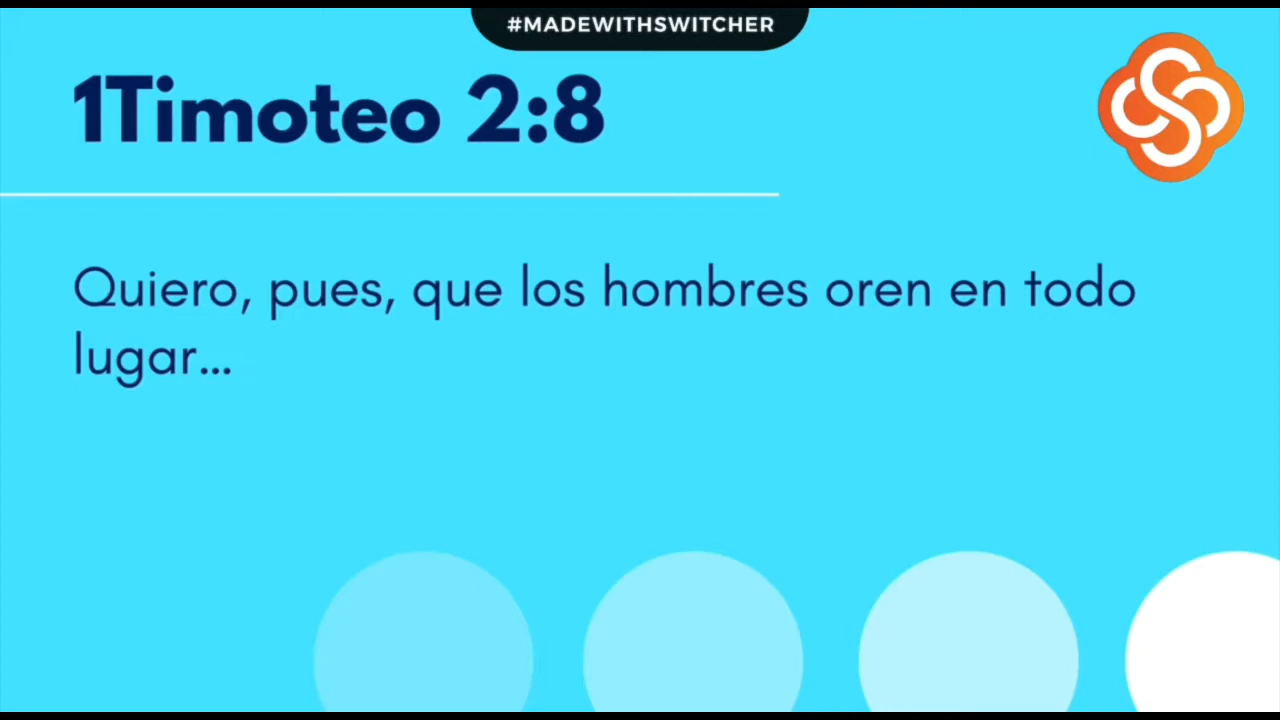 #MADEWITHSWITCHER
1Timoteo 2:8
Quiero, pues, que los hombres oren en todo
lugar...